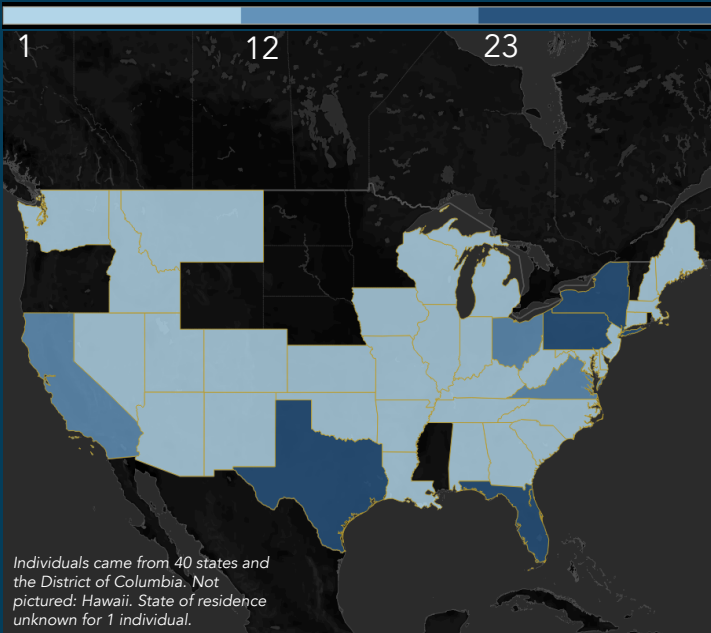 1 12 23
Individuals came from 40 states and
the District of Columbia. Not
pictured: Hawaii. State of residence
unknown for 1 individual.